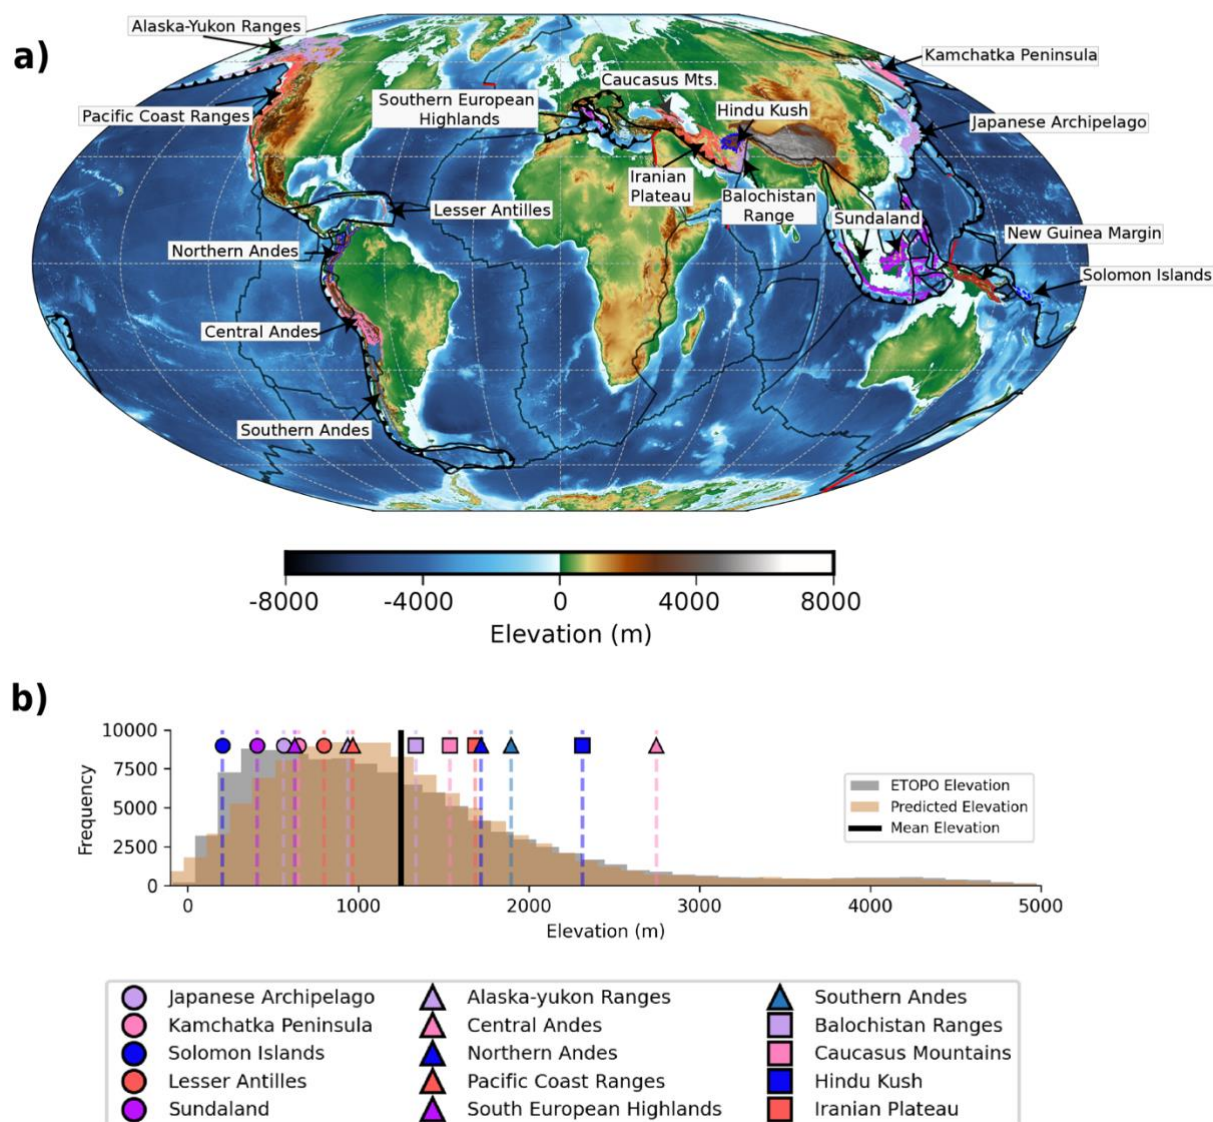 a)
Alaska-Yukon Ranges
Kamchatka Peninsula
Caucasus Mts.
Southern European
Highlands
Hindu Kush
Pacific Coast Ranges
Japanese Archipelago
Iranian
Plateau
Balochistan
Range
Lesser Antilles
Sundaland
New Guinea Margin
Northern Andes
Solomon Islands
Central Andes
Southern Andes
-8000 -4000 0 4000 8000
Elevation (m)
b)
10000
7500
5000
2500
0
Frequency
ETOPO Elevation
Predicted Elevation
Mean Elevation
0 1000 2000 3000 4000 5000
Elevation (m)
Japanese Archipelago Alaska-yukon Ranges Southern Andes
Kamchatka Peninsula Central Andes Balochistan Ranges
Solomon Islands Northern Andes Caucasus Mountains
Lesser Antilles Pacific Coast Ranges Hindu Kush
Sundaland South European Highlands Iranian Plateau